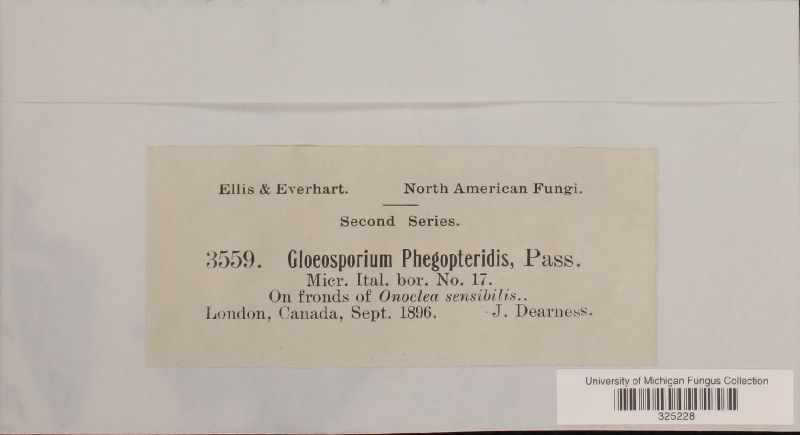 Ellis & Everhart. North American Fungi.
Second Series.
3559. Gloeosporium Phegopteridis, Pass.
Micr. Ital. bor. No. 17.
On fronds of Onoclea sensibilis..
London, Canada, Sept. 1896. J. Dearness.
University of Michigan Fungus Collection
325228